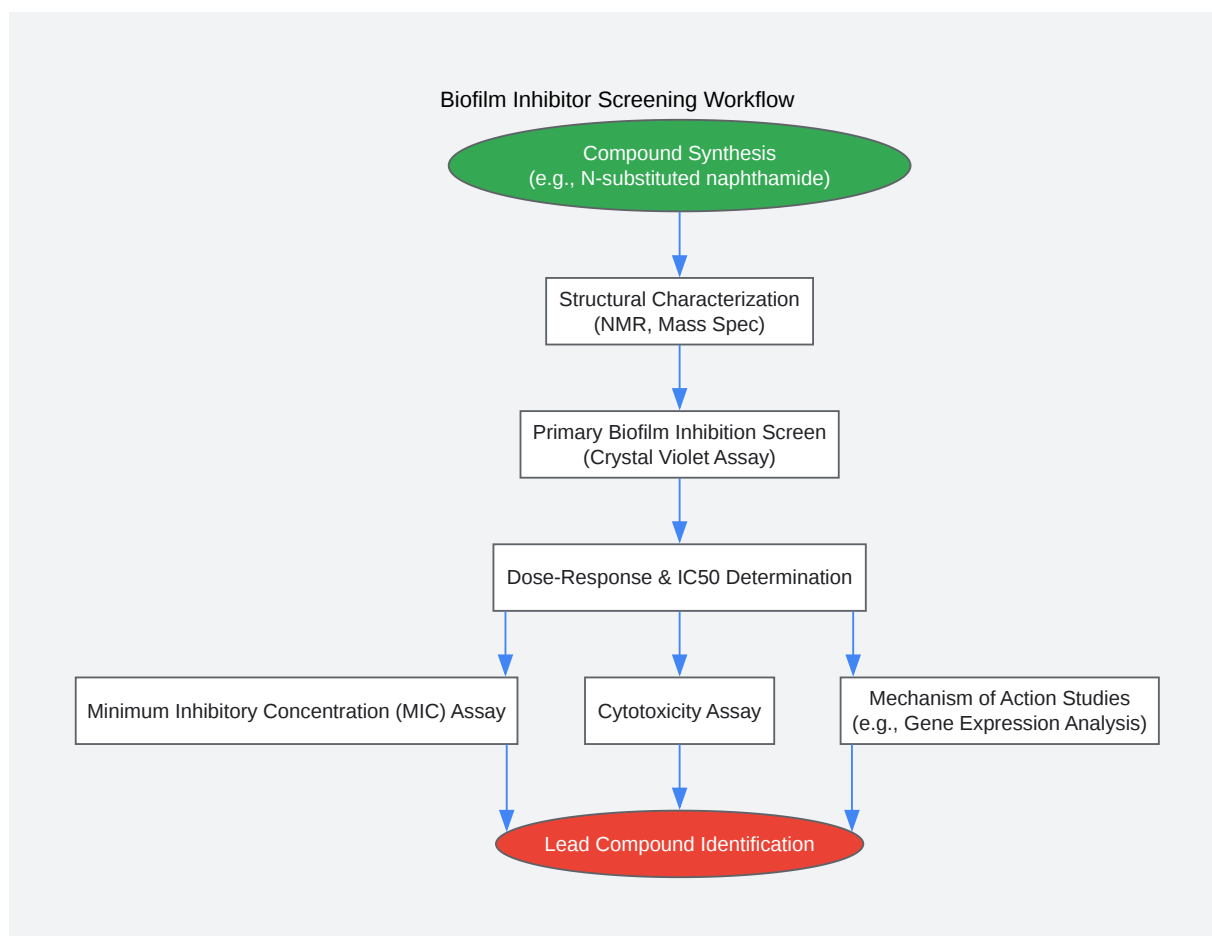 Biofilm Inhibitor Screening Workflow
Compound Synthesis
(e.g., N-substituted naphthamide)
Structural Characterization
(NMR, Mass Spec)
Primary Biofilm Inhibition Screen
(Crystal Violet Assay)
Dose-Response & IC50 Determination
Minimum Inhibitory Concentration (MIC) Assay
Cytotoxicity Assay
Mechanism of Action Studies
(e.g., Gene Expression Analysis)
Lead Compound Identification